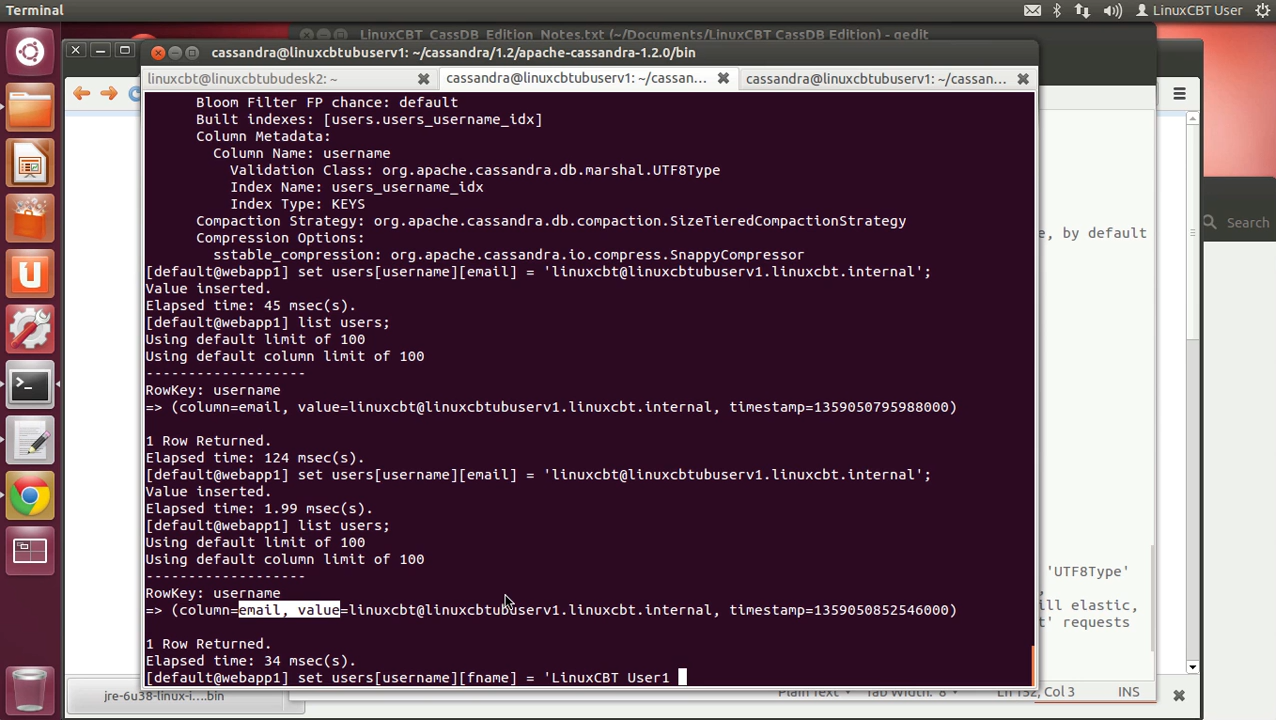 Terminal
LinuxCBT User
LinuxCBT_CassDB_Edition_Notes.txt (~/Documents/LinuxCBT CassDB Edition) - gedit
cassandra@linuxcbtubuserv1: ~/cassandra/1.2/apache-cassandra-1.2.0/bin
linuxcbt@linuxcbtubudesk2: ~
cassandra@linuxcbtubuserv1: ~/cassan...
cassandra@linuxcbtubuserv1: ~/cassan...
Bloom Filter FP chance: default
Built indexes: [users.users_username_idx]
Column Metadata:
Column Name: username
Validation Class: org.apache.cassandra.db.marshal.UTF8Type
Index Name: users_username_idx
Index Type: KEYS
Compaction Strategy: org.apache.cassandra.db.compaction.SizeTieredCompactionStrategy
Compression Options:
sstable_compression: org.apache.cassandra.io.compress.SnappyCompressor
[default@webapp1] set users[username][email] = 'linuxcbt@linuxcbtubuserv1.linuxcbt.internal';
Value inserted.
Elapsed time: 45 msec(s).
[default@webapp1] list users;
Using default limit of 100
Using default column limit of 100
-------------------
RowKey: username
=> (column=email, value=linuxcbt@linuxcbtubuserv1.linuxcbt.internal, timestamp=1359050795988000)
1 Row Returned.
Elapsed time: 124 msec(s).
[default@webapp1] set users[username][email] = 'linuxcbt@linuxcbtubuserv1.linuxcbt.internal';
Value inserted.
Elapsed time: 1.99 msec(s).
[default@webapp1] list users;
Using default limit of 100
Using default column limit of 100
-------------------
RowKey: username
=> (column=email, value=linuxcbt@linuxcbtubuserv1.linuxcbt.internal, timestamp=1359050852546000)
1 Row Returned.
Elapsed time: 34 msec(s).
[default@webapp1] set users[username][fname] = 'LinuxCBT User1
Search
e, by default
'UTF8Type'
ill elastic,
t' requests
jre-6u38-linux-i....bin
Plain Text
Tab Width: 8
Ln 152, Col 3
INS